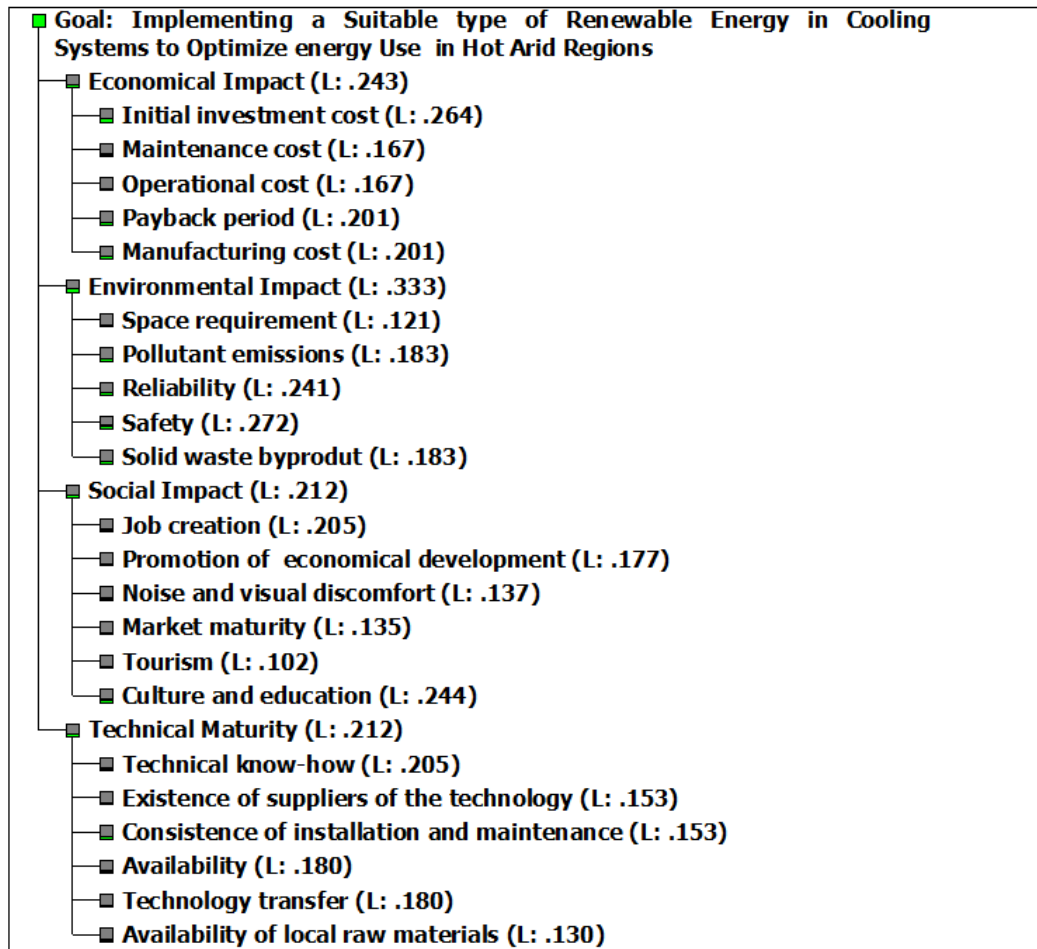 Goal: Implementing a Suitable type of Renewable Energy in Cooling
Systems to Optimize energy Use in Hot Arid Regions
Economical Impact (L: .243)
Initial investment cost (L: .264)
Maintenance cost (L: .167)
Operational cost (L: .167)
Payback period (L: .201)
Manufacturing cost (L: .201)
Environmental Impact (L: .333)
Space requirement (L: .121)
Pollutant emissions (L: .183)
Reliability (L: .241)
Safety (L: .272)
Solid waste byprodut (L: .183)
Social Impact (L: .212)
Job creation (L: .205)
Promotion of economical development (L: .177)
Noise and visual discomfort (L: .137)
Market maturity (L: .135)
Tourism (L: .102)
Culture and education (L: .244)
Technical Maturity (L: .212)
Technical know-how (L: .205)
Existence of suppliers of the technology (L: .153)
Consistence of installation and maintenance (L: .153)
Availability (L: .180)
Technology transfer (L: .180)
Availability of local raw materials (L: .130)